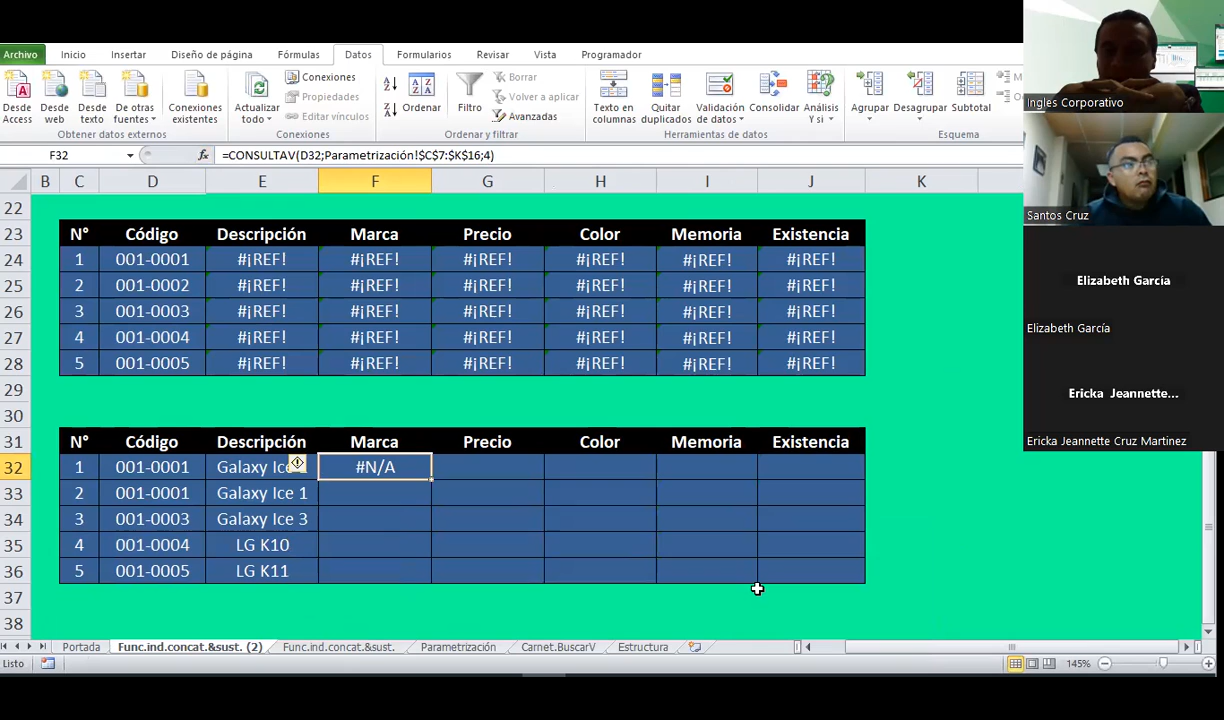 Archivo Inicio Insertar Diseño de página Fórmulas Datos Formularios Revisar Vista Programador
Desde Access
Desde web
Desde texto
De otras fuentes
Conexiones existentes
Obtener datos externos
Actualizar todo
Conexiones
Propiedades
Editar vínculos
Conexiones
Ordenar
Filtro
Borrar
Volver a aplicar
Avanzadas
Ordenar y filtrar
Texto en columnas
Quitar duplicados
Validación de datos
Consolidar
Análisis Y si
Herramientas de datos
Agrupar
Desagrupar
Subtotal
Esquema
F32 fx =CONSULTAV(D32;Parametrización!$C$7:$K$16;4)
B C D E F G H I J K
22
23 N° Código Descripción Marca Precio Color Memoria Existencia
24 1 001-0001 #¡REF! #¡REF! #¡REF! #¡REF! #¡REF! #¡REF!
25 2 001-0002 #¡REF! #¡REF! #¡REF! #¡REF! #¡REF! #¡REF!
26 3 001-0003 #¡REF! #¡REF! #¡REF! #¡REF! #¡REF! #¡REF!
27 4 001-0004 #¡REF! #¡REF! #¡REF! #¡REF! #¡REF! #¡REF!
28 5 001-0005 #¡REF! #¡REF! #¡REF! #¡REF! #¡REF! #¡REF!
29
30
31 N° Código Descripción Marca Precio Color Memoria Existencia
32 1 001-0001 Galaxy Ice #N/A
33 2 001-0001 Galaxy Ice 1
34 3 001-0003 Galaxy Ice 3
35 4 001-0004 LG K10
36 5 001-0005 LG K11
37
38
Portada Func.ind.concat.&sust. (2) Func.ind.concat.&sust. Parametrización Carnet.BuscarV Estructura
Listo 145%
Ingles Corporativo
Santos Cruz
Elizabeth García
Elizabeth García
Ericka Jeannette...
Ericka Jeannette Cruz Martinez